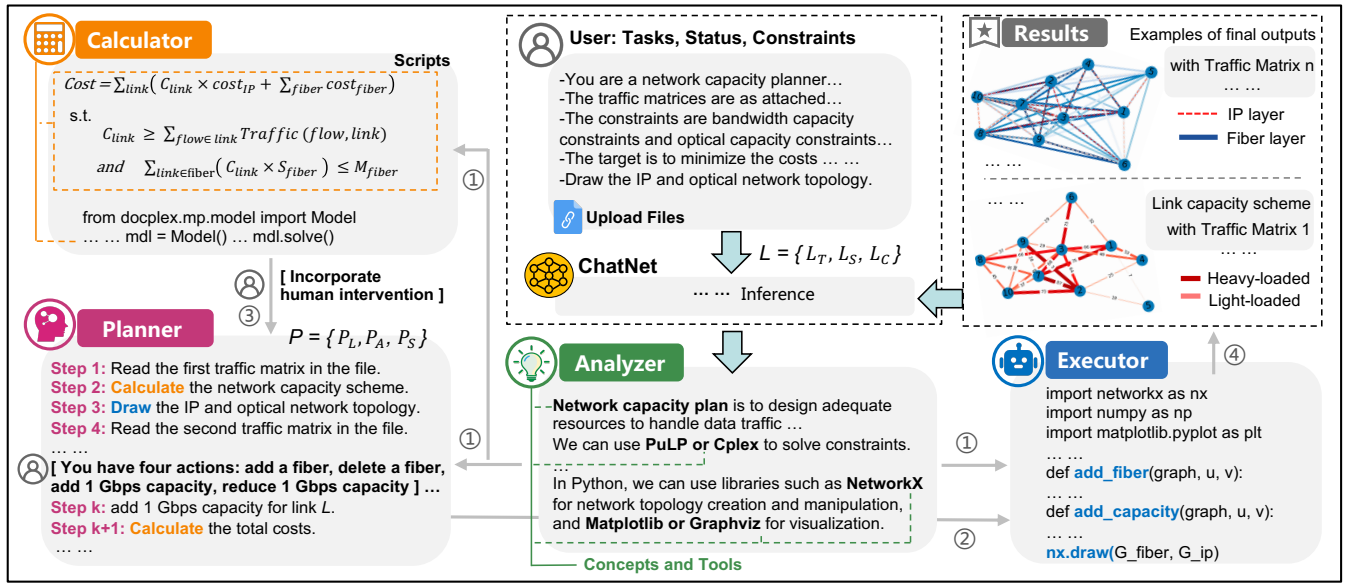 Calculator
Scripts
Cost = ∑link( Clink × costIP + ∑fiber costfiber)
s.t.
Clink ≥ ∑flow∈link Traffic (flow, link)
and ∑link∈fiber( Clink × Sfiber ) ≤ Mfiber
from docplex.mp.model import Model
… … mdl = Model() … mdl.solve()
①
[ Incorporate
human intervention ]
③
Planner
P = { PL, PA, PS}
Step 1: Read the first traffic matrix in the file.
Step 2: Calculate the network capacity scheme.
Step 3: Draw the IP and optical network topology.
Step 4: Read the second traffic matrix in the file.
… …
[ You have four actions: add a fiber, delete a fiber,
add 1 Gbps capacity, reduce 1 Gbps capacity ] …
Step k: add 1 Gbps capacity for link L.
Step k+1: Calculate the total costs.
… …
①
User: Tasks, Status, Constraints
-You are a network capacity planner…
-The traffic matrices are as attached…
-The constraints are bandwidth capacity
constraints and optical capacity constraints…
-The target is to minimize the costs … …
-Draw the IP and optical network topology.
Upload Files
L = { LT, LS, LC}
ChatNet
… … Inference
Analyzer
Network capacity plan is to design adequate
resources to handle data traffic …
We can use PuLP or Cplex to solve constraints.
…
In Python, we can use libraries such as NetworkX
for network topology creation and manipulation,
and Matplotlib or Graphviz for visualization.
Concepts and Tools
①
②
Results
Examples of final outputs
with Traffic Matrix n
… …
IP layer
Fiber layer
… …
… …
Link capacity scheme
with Traffic Matrix 1
… …
Heavy-loaded
Light-loaded
④
Executor
import networkx as nx
import numpy as np
import matplotlib.pyplot as plt
… …
def add_fiber(graph, u, v):
… …
def add_capacity(graph, u, v):
… …
nx.draw(G_fiber, G_ip)